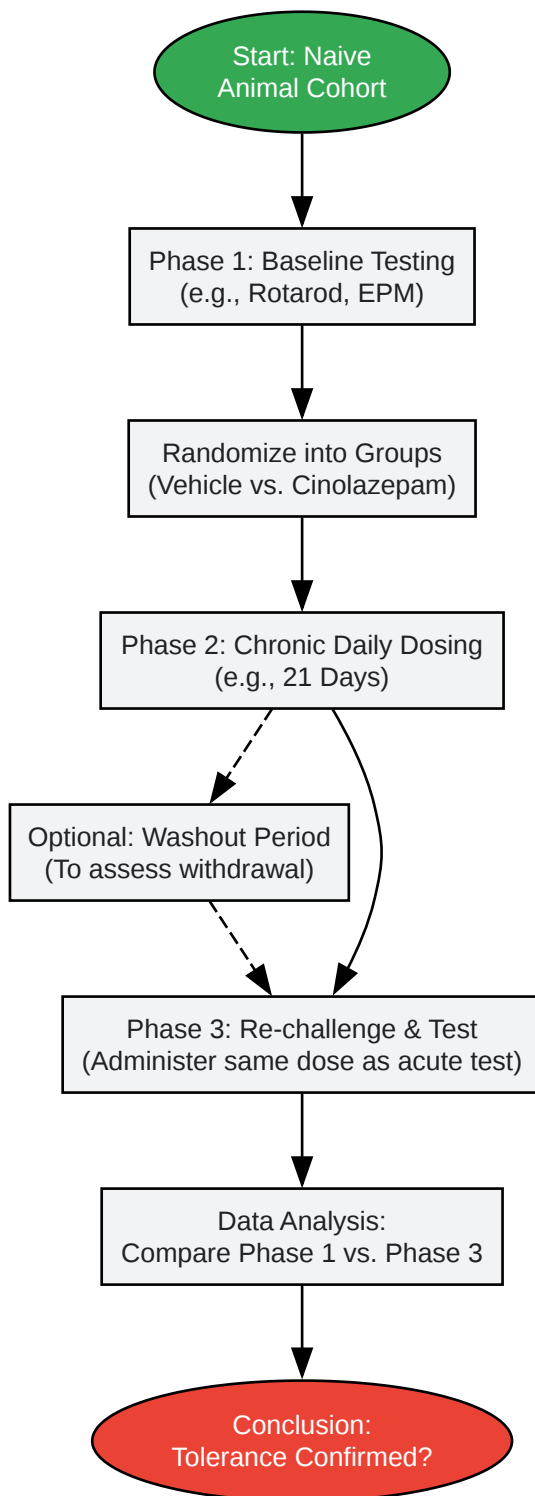 Start: Naive
Animal Cohort
Phase 1: Baseline Testing
(e.g., Rotarod, EPM)
Randomize into Groups
(Vehicle vs. Cinolazepam)
Phase 2: Chronic Daily Dosing
(e.g., 21 Days)
Optional: Washout Period
(To assess withdrawal)
Phase 3: Re-challenge & Test
(Administer same dose as acute test)
Data Analysis:
Compare Phase 1 vs. Phase 3
Conclusion:
Tolerance Confirmed?